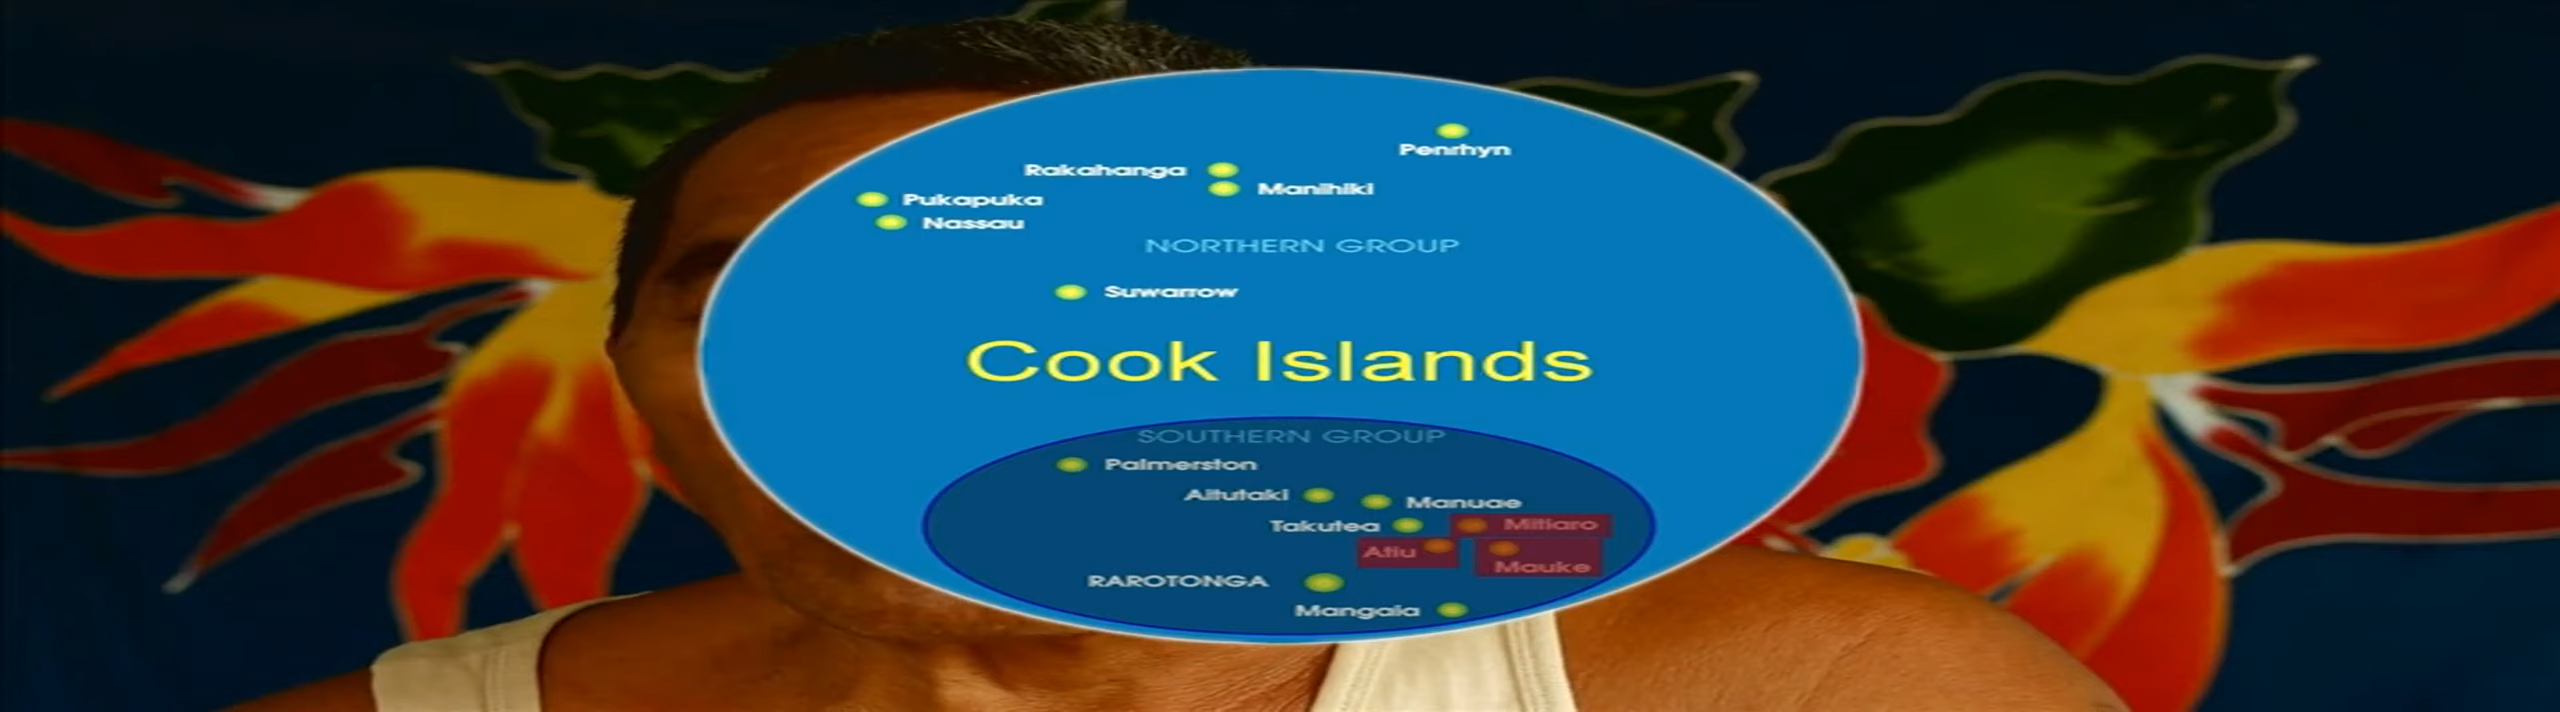 Penrhyn
Rakahanga
Manihiki
Pukapuka
Nassau
NORTHERN GROUP
Suwarrow
Cook Islands
SOUTHERN GROUP
Palmerston
Aitutaki
Manuae
Takutea
Mitiaro
Atiu
Mauke
RAROTONGA
Mangaia